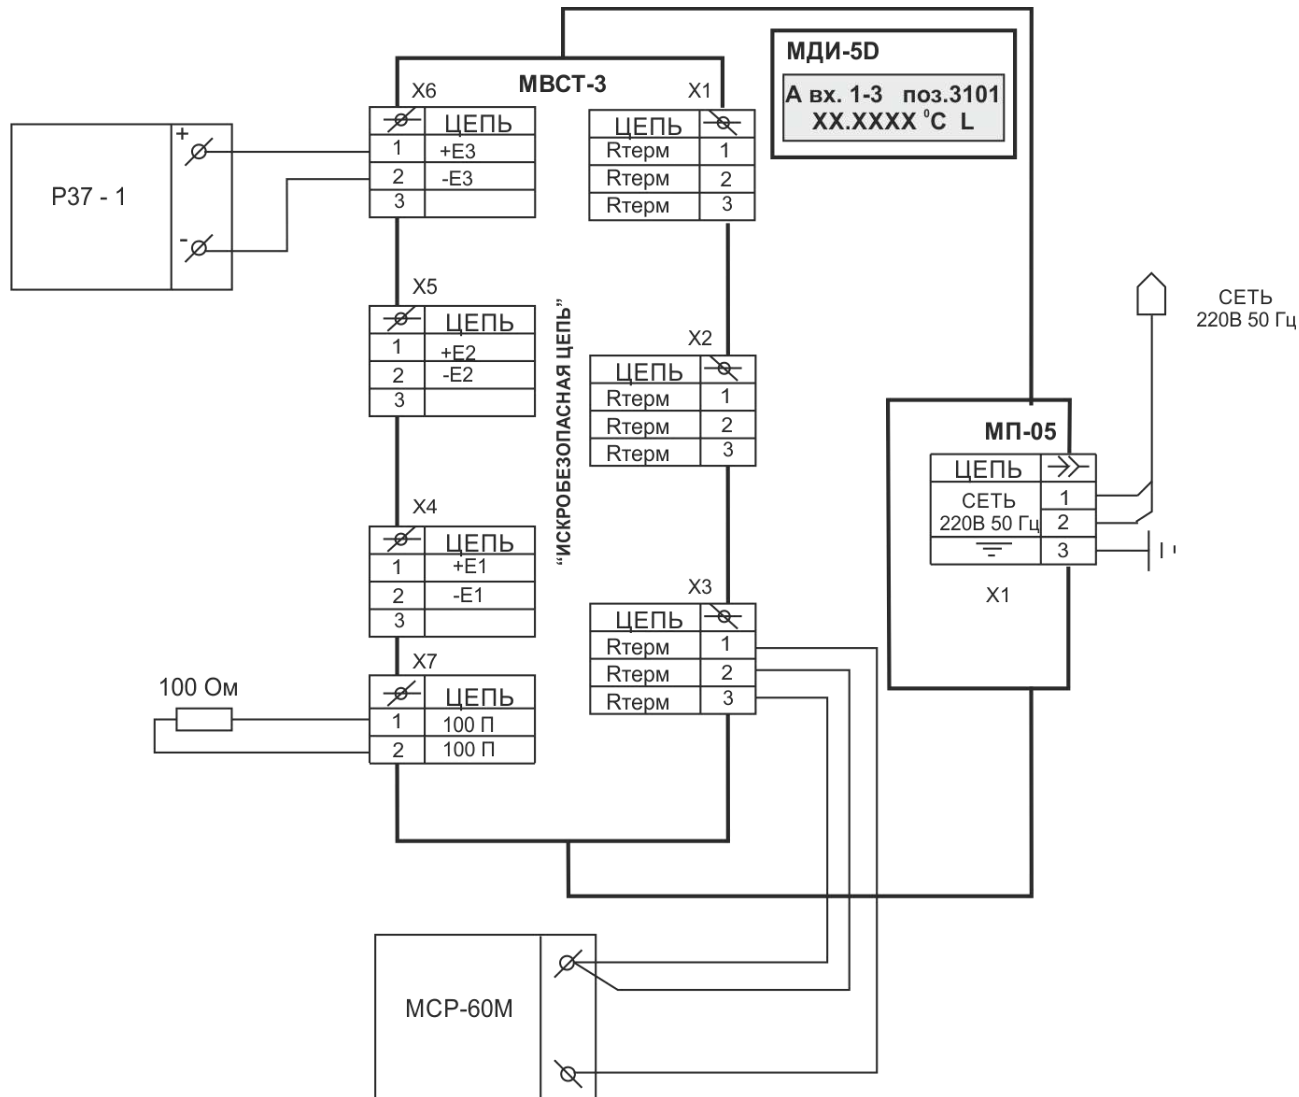 МДИ-5D
А вх. 1-3 поз.3101
XX.XXXX °C L
МВСТ-3
X6
ЦЕПЬ
1 +E3
2 -E3
3
X1
ЦЕПЬ
Rтерм 1
Rтерм 2
Rтерм 3
+
Р37 - 1
-
X5
ЦЕПЬ
1 +E2
2 -E2
3
"ИСКРОБЕЗОПАСНАЯ ЦЕПЬ"
X2
ЦЕПЬ
Rтерм 1
Rтерм 2
Rтерм 3
СЕТЬ
220В 50 Гц
МП-05
ЦЕПЬ
СЕТЬ 1
220В 50 Гц 2
3
X1
X4
ЦЕПЬ
1 +E1
2 -E1
3
X3
ЦЕПЬ
Rтерм 1
Rтерм 2
Rтерм 3
X7
ЦЕПЬ
1 100 П
2 100 П
100 Ом
МСР-60М